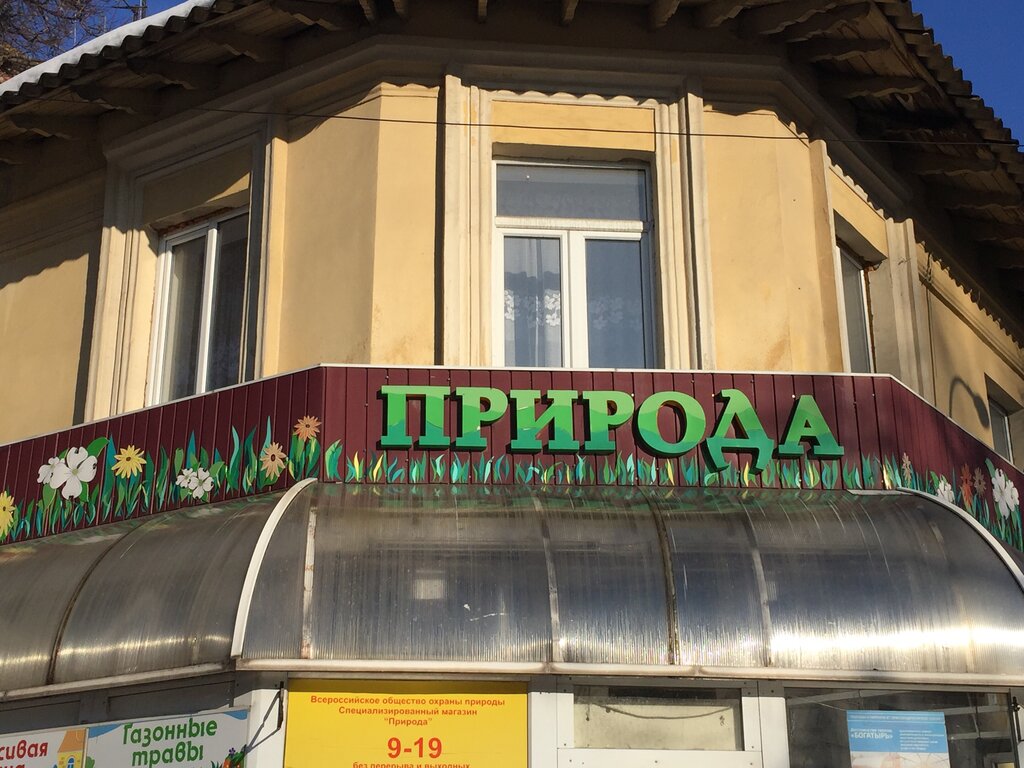 ПРИРОДА
Всероссийское общество охраны природы
Специализированный магазин
"Природа"
9-19
без перерыва и выходных
Газонные
травы
«БОГАТЫРЬ»